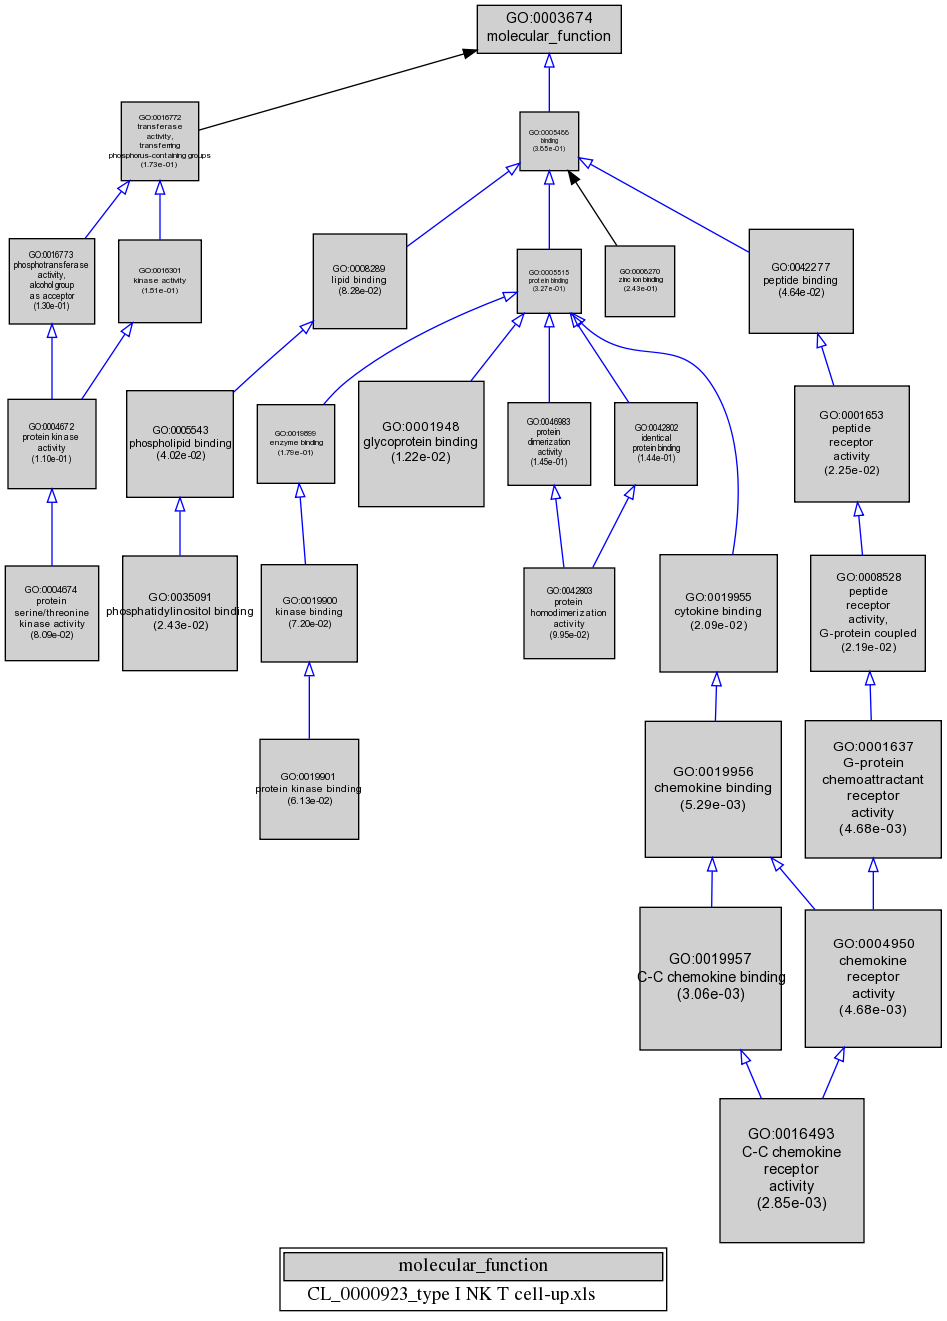 GO:0003674
molecular_function
GO:0016772
transferase
activity,
transferring
phosphorus-containing groups
(1.73e-01)
GO:0005488
binding
(3.85e-01)
GO:0016773
phosphotransferase
activity,
alcohol group
as acceptor
(1.30e-01)
GO:0016301
kinase activity
(1.51e-01)
GO:0008289
lipid binding
(8.28e-02)
GO:0005515
protein binding
(3.27e-01)
GO:0008270
zinc ion binding
(2.43e-01)
GO:0042277
peptide binding
(4.64e-02)
GO:0004672
protein kinase
activity
(1.10e-01)
GO:0005543
phospholipid binding
(4.02e-02)
GO:0019899
enzyme binding
(1.79e-01)
GO:0001948
glycoprotein binding
(1.22e-02)
GO:0046983
protein
dimerization
activity
(1.45e-01)
GO:0042802
identical
protein binding
(1.44e-01)
GO:0001653
peptide
receptor
activity
(2.25e-02)
GO:0004674
protein
serine/threonine
kinase activity
(8.09e-02)
GO:0035091
phosphatidylinositol binding
(2.43e-02)
GO:0019900
kinase binding
(7.20e-02)
GO:0042803
protein
homodimerization
activity
(9.95e-02)
GO:0019955
cytokine binding
(2.09e-02)
GO:0008528
peptide
receptor
activity,
G-protein coupled
(2.19e-02)
GO:0019901
protein kinase binding
(6.13e-02)
GO:0019956
chemokine binding
(5.29e-03)
GO:0001637
G-protein
chemoattractant
receptor
activity
(4.68e-03)
GO:0019957
C-C chemokine binding
(3.06e-03)
GO:0004950
chemokine
receptor
activity
(4.68e-03)
GO:0016493
C-C chemokine
receptor
activity
(2.85e-03)
molecular_function
CL_0000923_type I NK T cell-up.xls